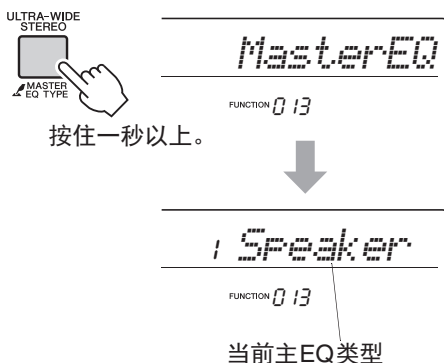 ULTRA-WIDE
STEREO
MASTER
EQ TYPE
按住一秒以上。
MasterEQ
FUNCTION 013
1 Speaker
FUNCTION 013
当前主EQ类型